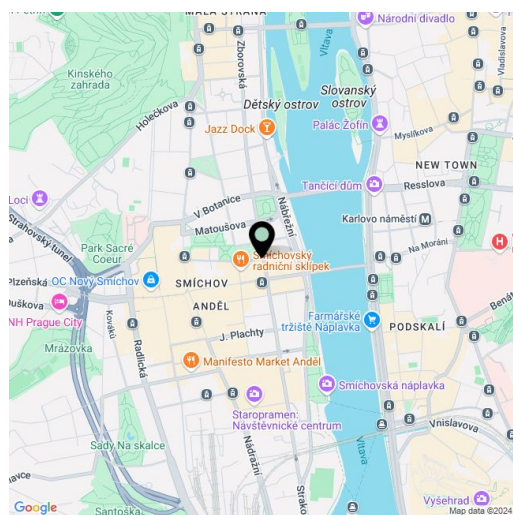 MALÁ STRANA
Národní divadlo
Vltava
Zborovská
Vladislavova
Kinského
zahrada
Holečkova
Dětský ostrov
Slovanský
ostrov
Jazz Dock
Palác Žofín
Myslíkova
NEW TOWN
Resslova
Loci
Tančící dům
V Botanice
Nábřežní
Karlovo náměstí
Matoušova
Strahovský tunel
Park Sacré
Coeur
Na Moráni
Smíchovský
radniční sklípek
Plzeňská
OC Nový Smíchov
SMÍCHOV
Benát
Duškova
ANDĚL
Farmářské
tržiště Náplavka
NH Prague City
Kováků
Radlická
J. Plachty
PODSKALÍ
Mrázovka
Manifesto Market Anděl
Smíchovská náplavka
Staropramen:
Návštěvnické centrum
Vnislavova
Sady Na skalce
Nádražní
Vltava
Strako
Santoška
Vyšehrad
Google
Map data ©2024